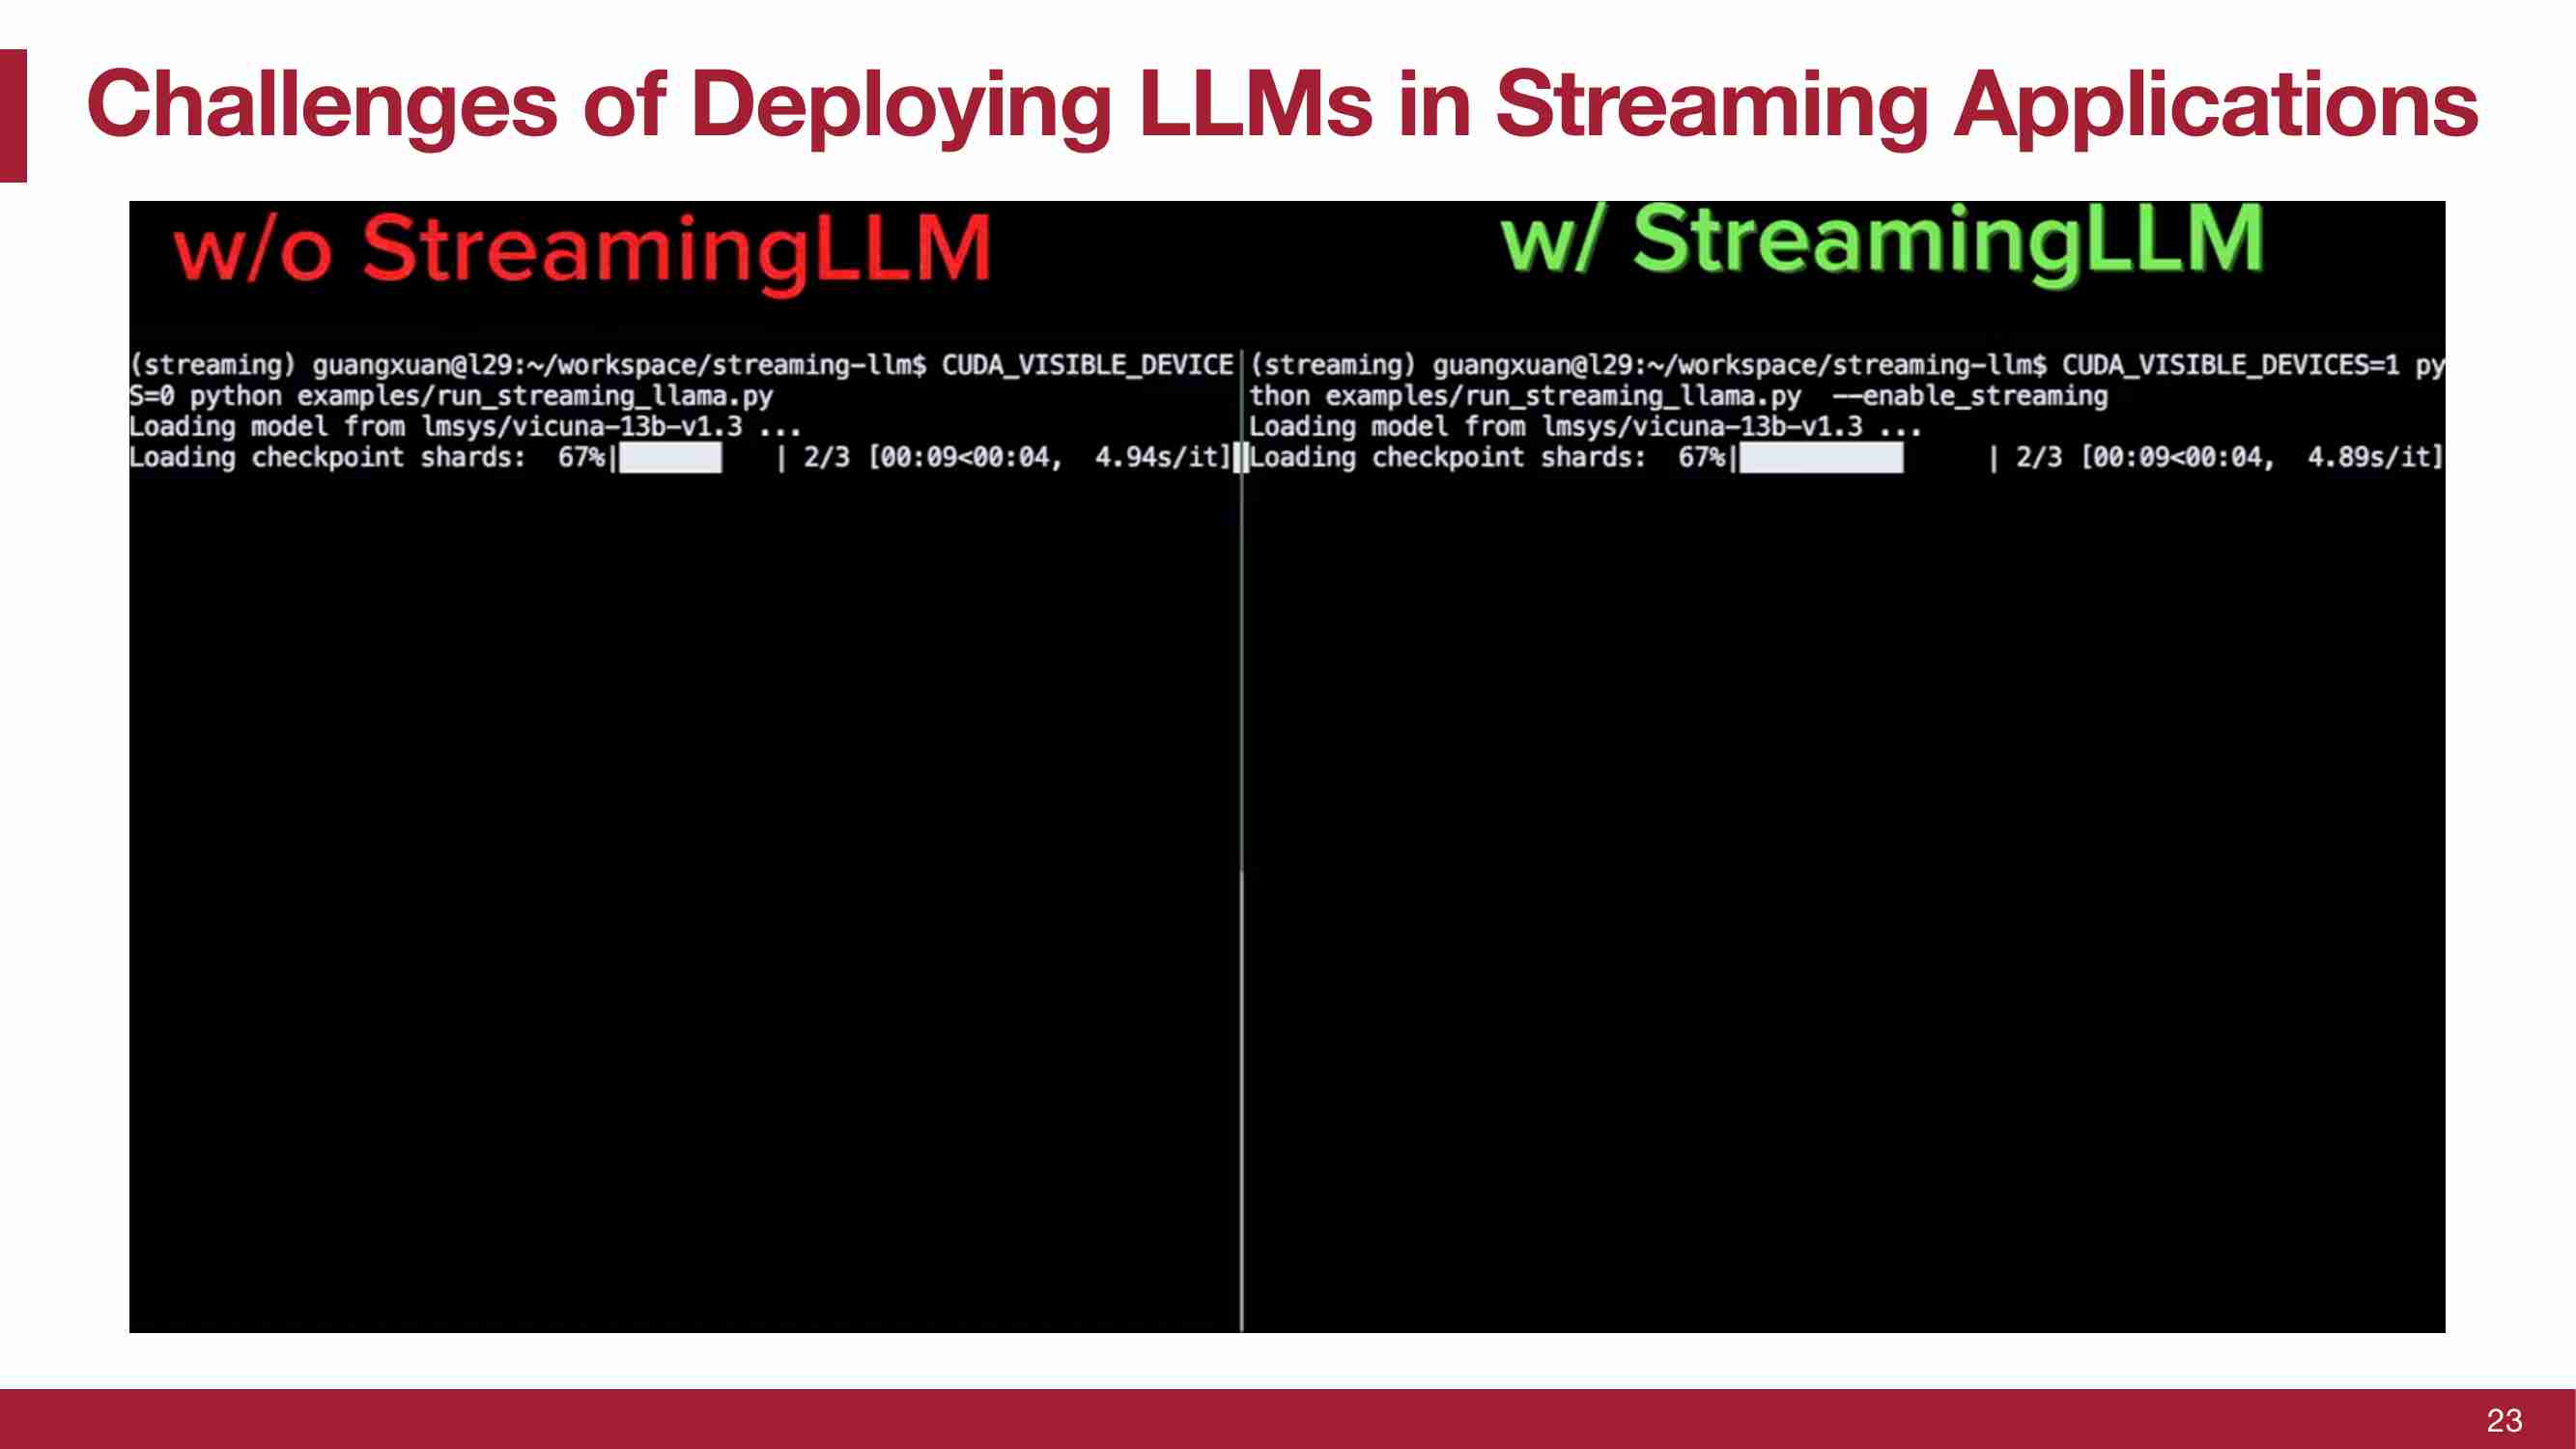 Challenges of Deploying LLMs in Streaming Applications
w/o StreamingLLM
(streaming) guangxuan@l29:~/workspace/streaming-llm$ CUDA_VISIBLE_DEVICE
S=0 python examples/run_streaming_llama.py
Loading model from lmsys/vicuna-13b-v1.3 ...
Loading checkpoint shards:  67%|██████    | 2/3 [00:09<00:04,  4.94s/it]
w/ StreamingLLM
(streaming) guangxuan@l29:~/workspace/streaming-llm$ CUDA_VISIBLE_DEVICES=1 py
thon examples/run_streaming_llama.py  --enable_streaming
Loading model from lmsys/vicuna-13b-v1.3 ...
Loading checkpoint shards:  67%|██████████      | 2/3 [00:09<00:04,  4.89s/it]
23